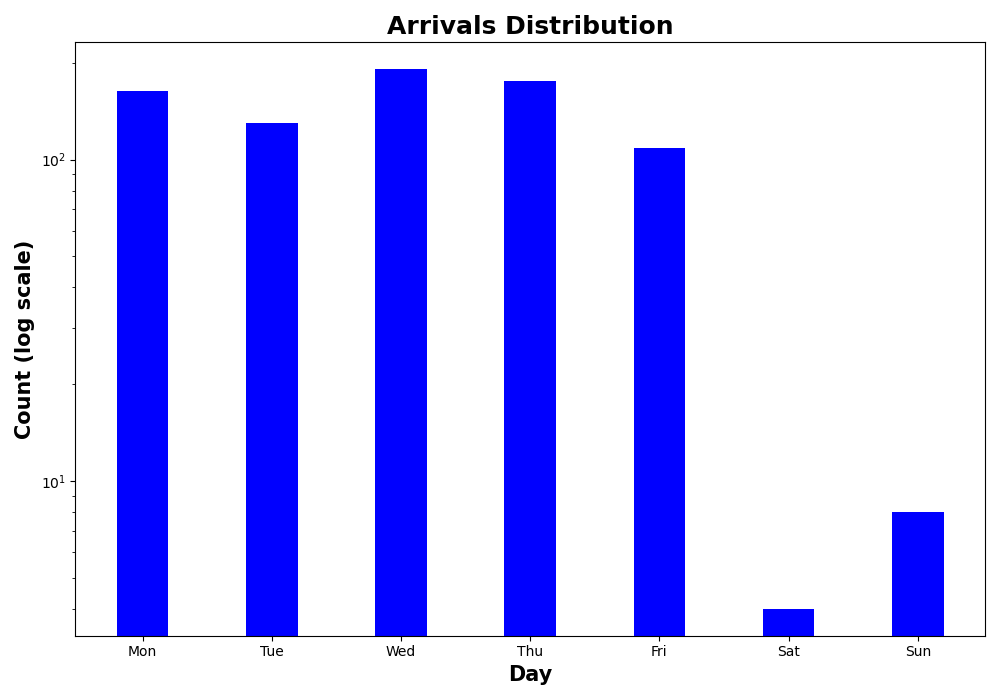 Arrivals Distribution
Count (log scale)
10²
10¹
Mon Tue Wed Thu Fri Sat Sun
Day